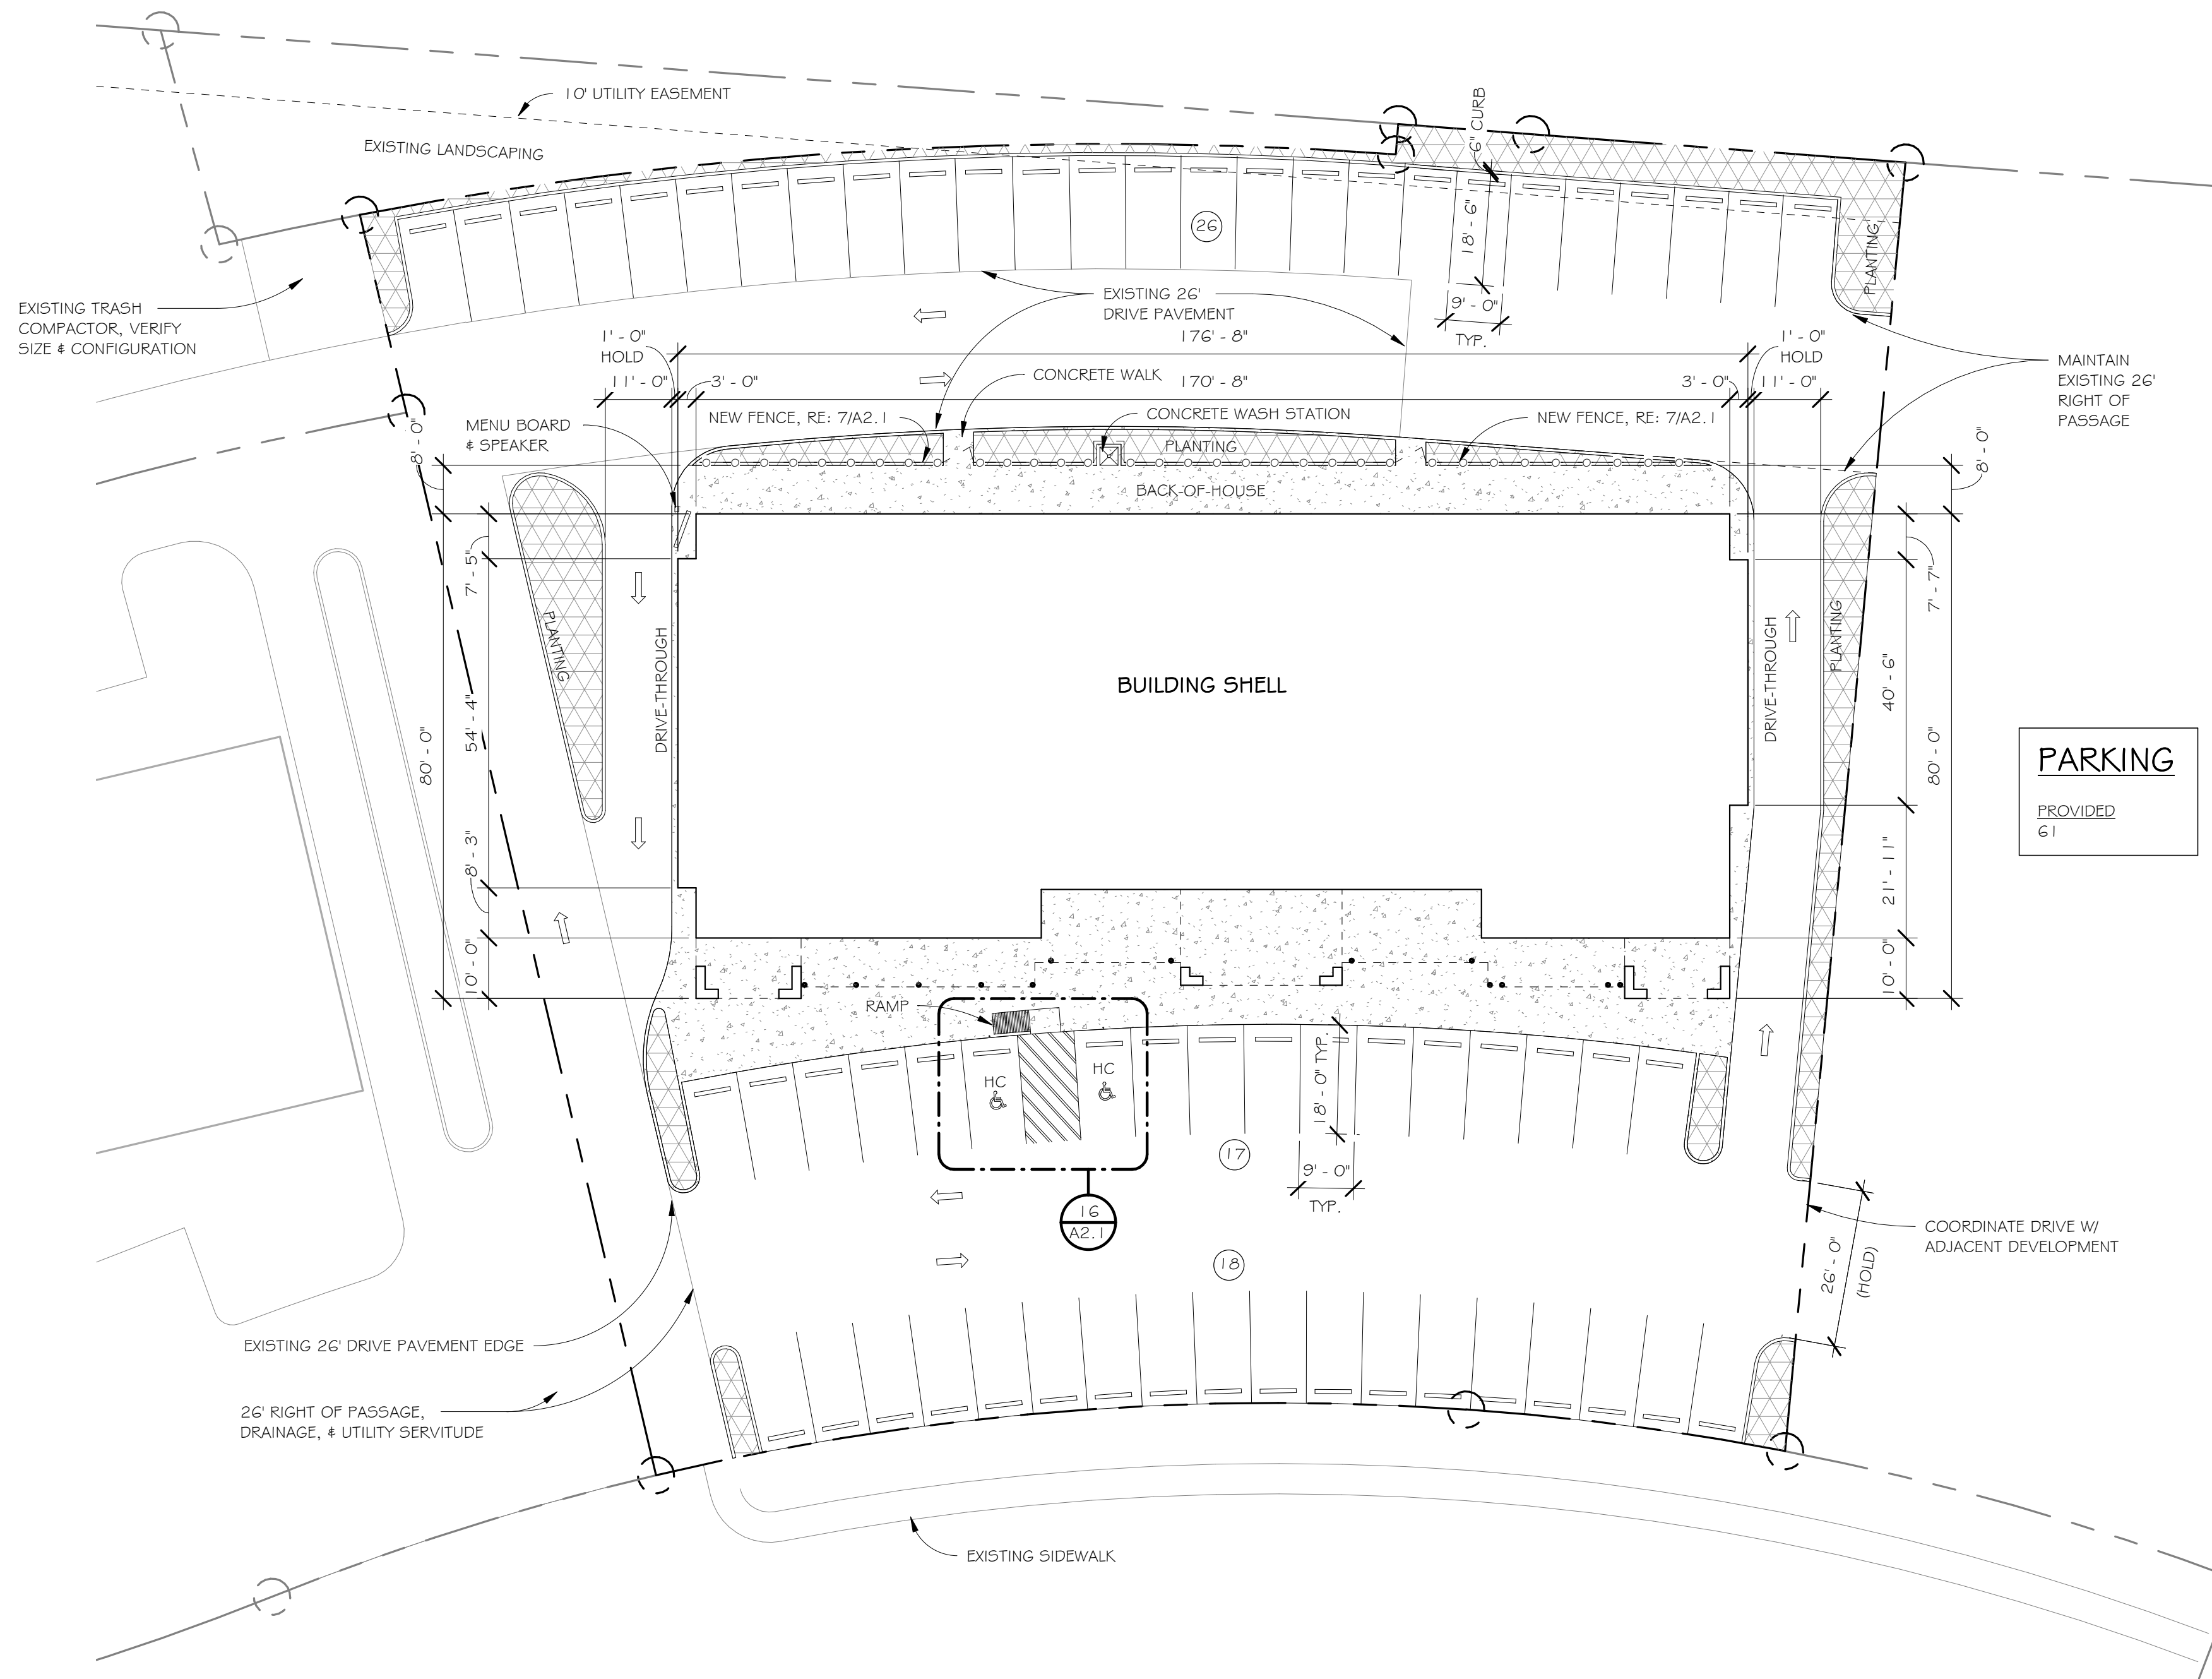 10' UTILITY EASEMENT
EXISTING LANDSCAPING
6" CURB
26
18' - 6"
9' - 0"
TYP.
PLANTING
EXISTING TRASH
COMPACTOR, VERIFY
SIZE & CONFIGURATION
EXISTING 26'
DRIVE PAVEMENT
176' - 8"
1' - 0"
HOLD
1' - 0"
HOLD
11' - 0"
3' - 0"
170' - 8"
3' - 0"
11' - 0"
CONCRETE WALK
MAINTAIN
EXISTING 26'
RIGHT OF
PASSAGE
MENU BOARD
& SPEAKER
NEW FENCE, RE: 7/A2.1
CONCRETE WASH STATION
NEW FENCE, RE: 7/A2.1
PLANTING
BACK-OF-HOUSE
8' - 0"
8' - 0"
7' - 5"
7' - 7"
PLANTING
DRIVE-THROUGH
BUILDING SHELL
DRIVE-THROUGH
PLANTING
54' - 4"
80' - 0"
40' - 6"
80' - 0"
PARKING
PROVIDED
61
8' - 3"
21' - 11"
10' - 0"
10' - 0"
RAMP
HC
HC
18' - 0" TYP.
17
9' - 0"
TYP.
16
A2.1
18
COORDINATE DRIVE W/
ADJACENT DEVELOPMENT
26' - 0"
(HOLD)
EXISTING 26' DRIVE PAVEMENT EDGE
26' RIGHT OF PASSAGE,
DRAINAGE, & UTILITY SERVITUDE
EXISTING SIDEWALK